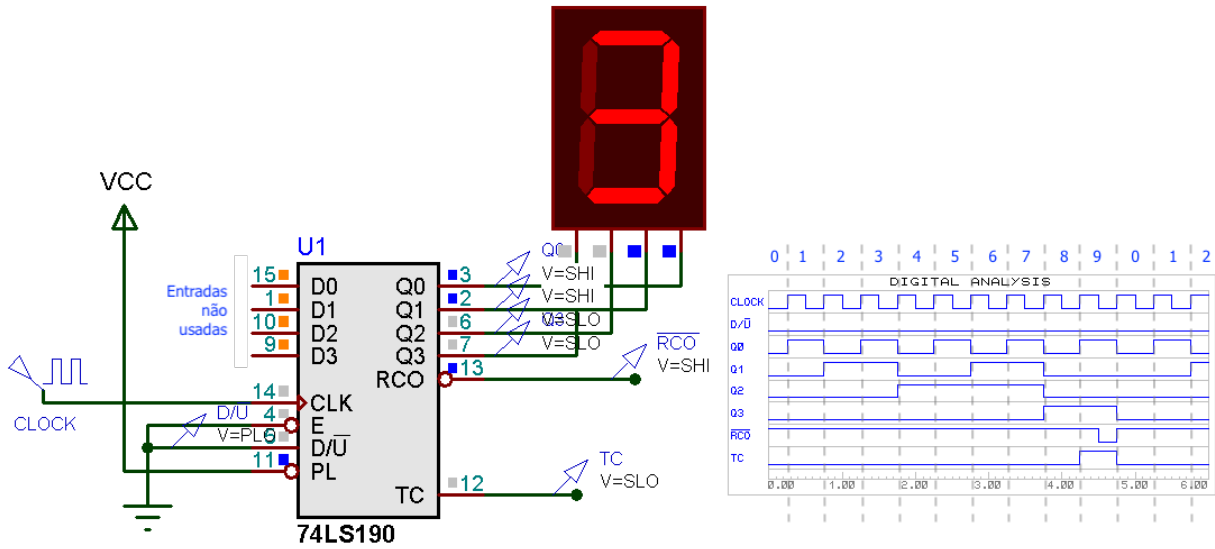 VCC
U1
Entradas
não
usadas
15
1
10
9
14
4
5
11
D0
D1
D2
D3
CLK
E
D/U
PL
Q0
Q1
Q2
Q3
RCO
TC
3
2
6
7
13
12
74LS190
CLOCK
D/U
Q0
V=SHI
V=SHI
V=SLO
V=SLO
RCO
V=SHI
TC
V=SLO
0 1 2 3 4 5 6 7 8 9 0 1 2
DIGITAL ANALYSIS
CLOCK
D/U
Q0
Q1
Q2
Q3
RCO
TC
0.00 1.00 2.00 3.00 4.00 5.00 6.00